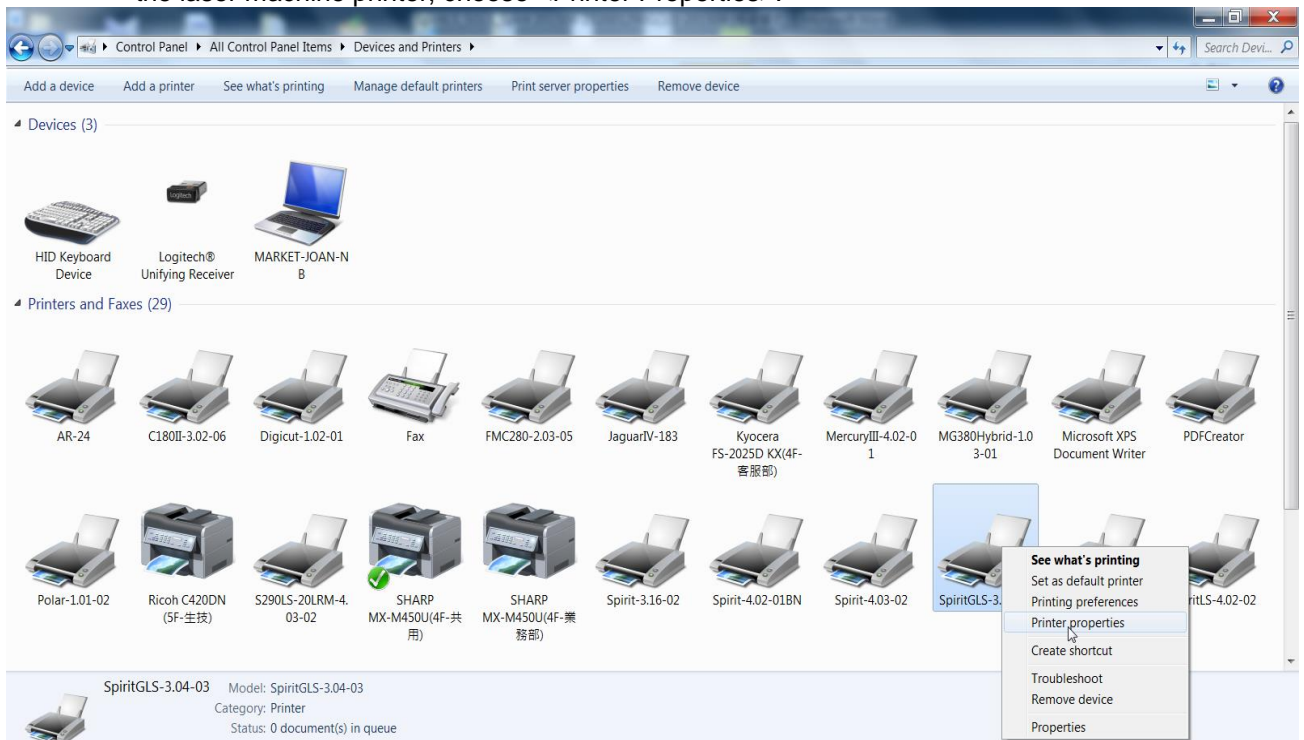 the laser machine printer, choose "Printer Properties".
Control Panel ▸ All Control Panel Items ▸ Devices and Printers ▸
Search Devi...
Add a device Add a printer See what's printing Manage default printers Print server properties Remove device
Devices (3)
HID Keyboard
Device
Logitech®
Unifying Receiver
MARKET-JOAN-N
B
Printers and Faxes (29)
AR-24
C180II-3.02-06
Digicut-1.02-01
Fax
FMC280-2.03-05
JaguarIV-183
Kyocera
FS-2025D KX(4F-
客服部)
MercuryIII-4.02-0
1
MG380Hybrid-1.0
3-01
Microsoft XPS
Document Writer
PDFCreator
Polar-1.01-02
Ricoh C420DN
(5F-生技)
S290LS-20LRM-4.
03-02
SHARP
MX-M450U(4F-共
用)
SHARP
MX-M450U(4F-業
務部)
Spirit-3.16-02
Spirit-4.02-01BN
Spirit-4.03-02
SpiritGLS-3.
ritLS-4.02-02
See what's printing
Set as default printer
Printing preferences
Printer properties
Create shortcut
Troubleshoot
Remove device
Properties
SpiritGLS-3.04-03 Model: SpiritGLS-3.04-03
Category: Printer
Status: 0 document(s) in queue